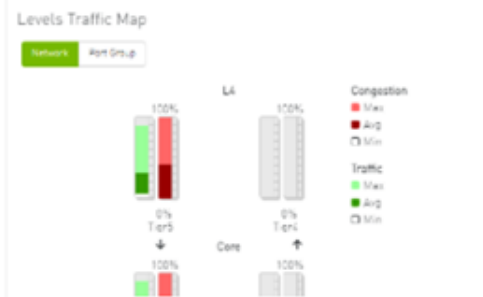 Levels Traffic Map
Network Port Group
L4
100% 100%
Congestion
Max
Avg
Min
Traffic
Max
Avg
Min
0% 0%
Tier5 Tier4
Core
100% 100%